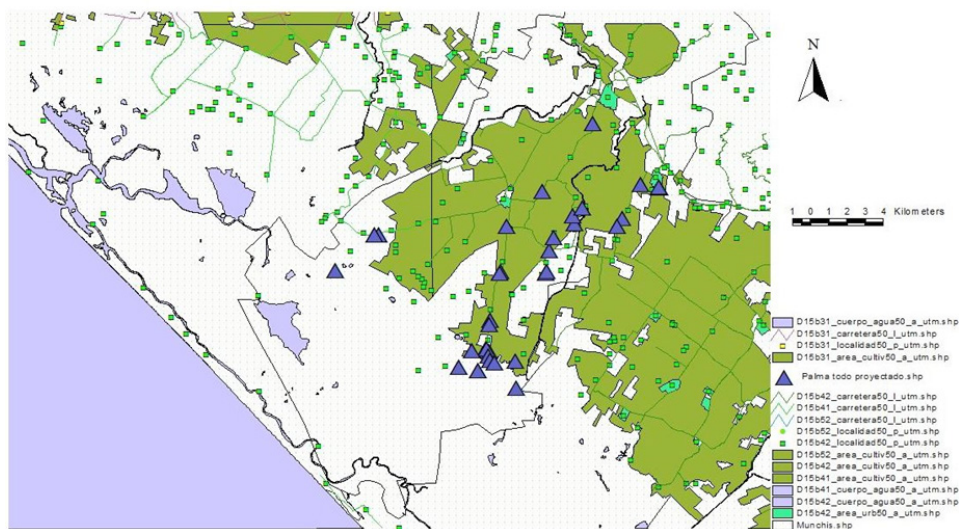 N
1 0 1 2 3 4 Kilometers
D15b31_cuerpo_agua50_a_utm.shp
D15b31_carretera50_l_utm.shp
D15b31_localidad50_p_utm.shp
D15b31_area_cultiv50_a_utm.shp
Palma todo proyectado.shp
D15b42_carretera50_l_utm.shp
D15b41_carretera50_l_utm.shp
D15b52_carretera50_l_utm.shp
D15b52_localidad50_p_utm.shp
D15b42_localidad50_p_utm.shp
D15b52_area_cultiv50_a_utm.shp
D15b42_area_cultiv50_a_utm.shp
D15b41_area_cultiv50_a_utm.shp
D15b41_cuerpo_agua50_a_utm.shp
D15b42_cuerpo_agua50_a_utm.shp
D15b42_area_urb50_a_utm.shp
Munchis.shp